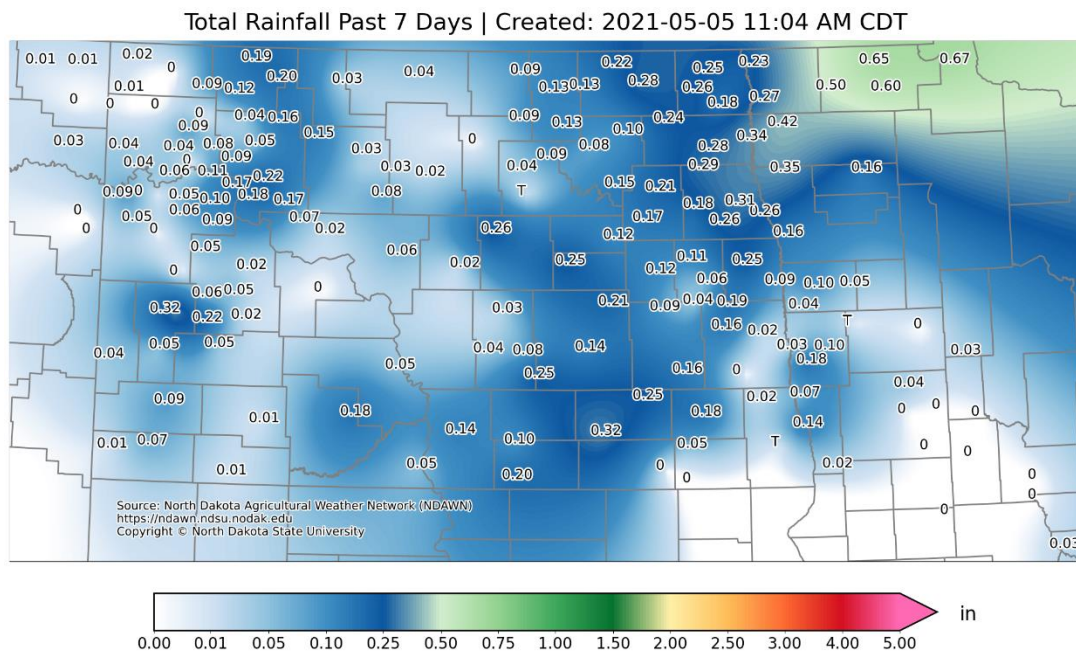 Total Rainfall Past 7 Days | Created: 2021-05-05 11:04 AM CDT
0.01 0.01 0.02 0 0.19 0.03 0.04 0.09 0.22 0.25 0.23 0.65 0.67
0.01 0.09 0.12 0.20 0.13 0.13 0.28 0.26 0.50 0.60
0 0 0 0 0.04 0.16 0.09 0.13 0.24 0.18 0.27
0.03 0.04 0.09 0.04 0.08 0.05 0.15 0.03 0 0.10 0.08 0.28 0.34 0.42
0.04 0 0.09 0.03 0.02 0.04 0.09 0.29 0.35 0.16
0.06 0.11 0.17 0.22 0.08 T 0.15 0.21
0.09 0 0.05 0.10 0.18 0.17 0.18 0.31
0 0.05 0.06 0.09 0.07 0.17 0.26 0.26
0 0 0.02 0.26 0.12 0.16
0.05 0.06 0.25 0.11 0.25
0 0.02 0.02 0.12 0.06 0.09 0.10 0.05
0.06 0.05 0 0.21 0.09 0.04 0.19 0.04
0.32 0.22 0.02 0.03 0.16 0.02 T 0
0.04 0.05 0.05 0.04 0.08 0.14 0.03 0.10 0.03
0.05 0.25 0.16 0 0.18
0.09 0.25 0.02 0.07 0.04
0.01 0.18 0.18 0 0 0
0.01 0.07 0.14 0.10 0.32 0.05 T 0.14
0.01 0.05 0.20 0 0 0.02 0 0 0
0
Source: North Dakota Agricultural Weather Network (NDAWN)
https://ndawn.ndsu.nodak.edu
Copyright © North Dakota State University
0
0.03
0.00 0.01 0.05 0.10 0.25 0.50 0.75 1.00 1.50 2.00 2.50 3.00 4.00 5.00 in